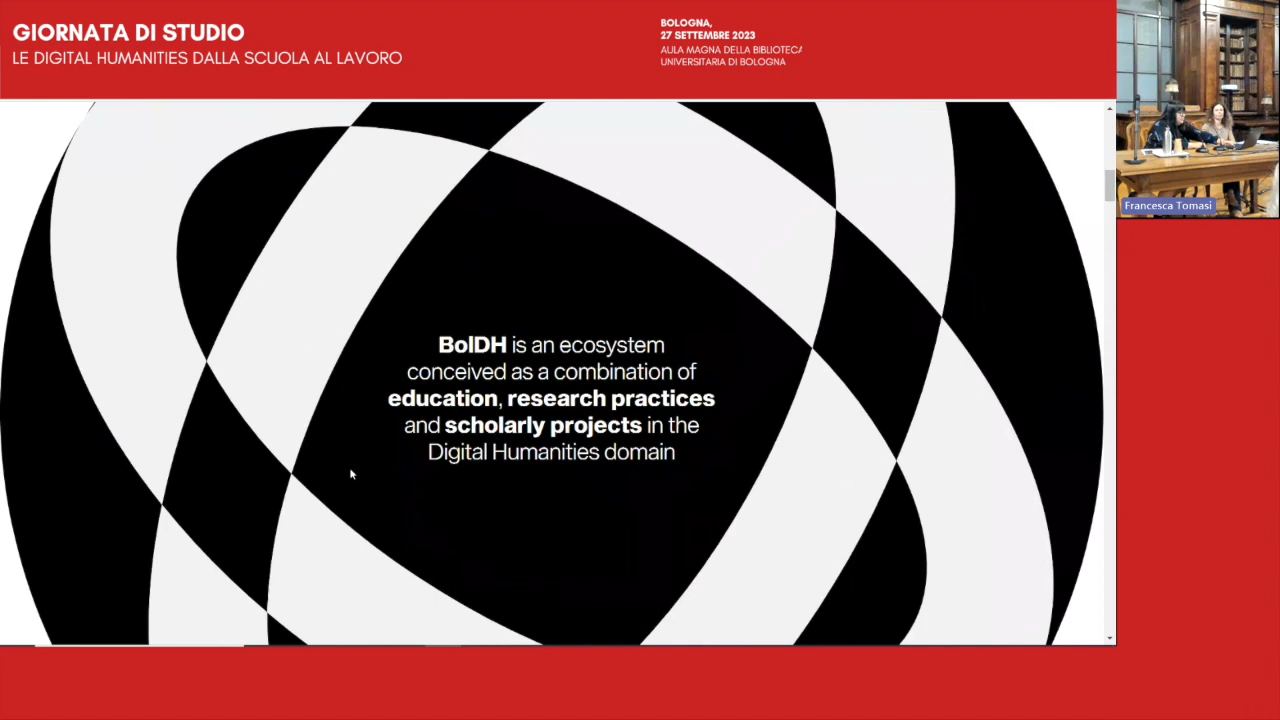 GIORNATA DI STUDIO
LE DIGITAL HUMANITIES DALLA SCUOLA AL LAVORO
BOLOGNA,
27 SETTEMBRE 2023
AULA MAGNA DELLA BIBLIOTECA
UNIVERSITARIA DI BOLOGNA
Francesca Tomasi
BolDH is an ecosystem
conceived as a combination of
education, research practices
and scholarly projects in the
Digital Humanities domain